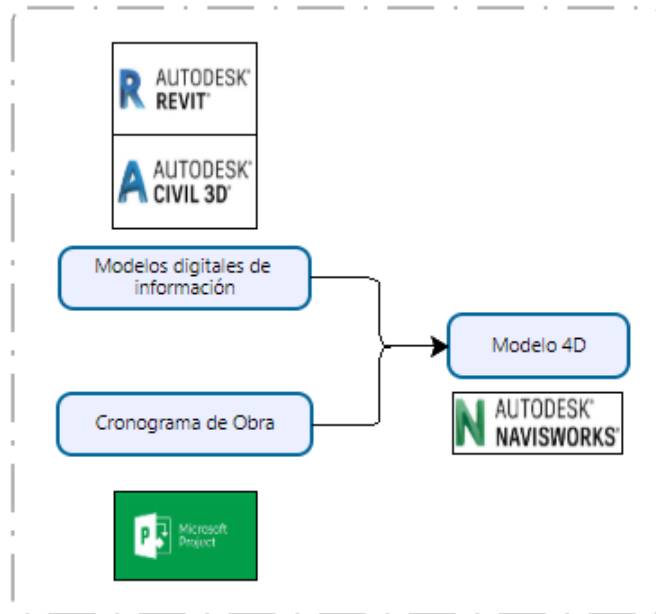 R AUTODESK®
REVIT®
A AUTODESK®
CIVIL 3D®
Modelos digitales de
información
Modelo 4D
N AUTODESK®
NAVISWORKS®
Cronograma de Obra
P Microsoft
Project